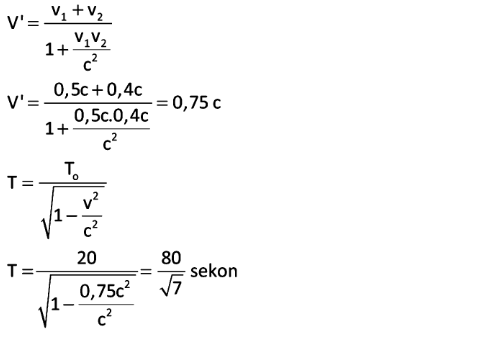 V' = (v₁ + v₂) / (1 + v₁v₂/c²)
V' = (0,5c + 0,4c) / (1 + 0,5c.0,4c/c²) = 0,75 c
T = T₀ / √(1 − v²/c²)
T = 20 / √(1 − 0,75c²/c²) = 80/√7 sekon